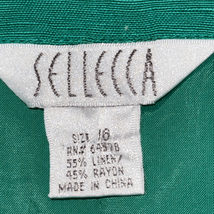 SELLECCA
SIZE 16
RN# 64978
55% LINEN/
45% RAYON
MADE IN CHINA